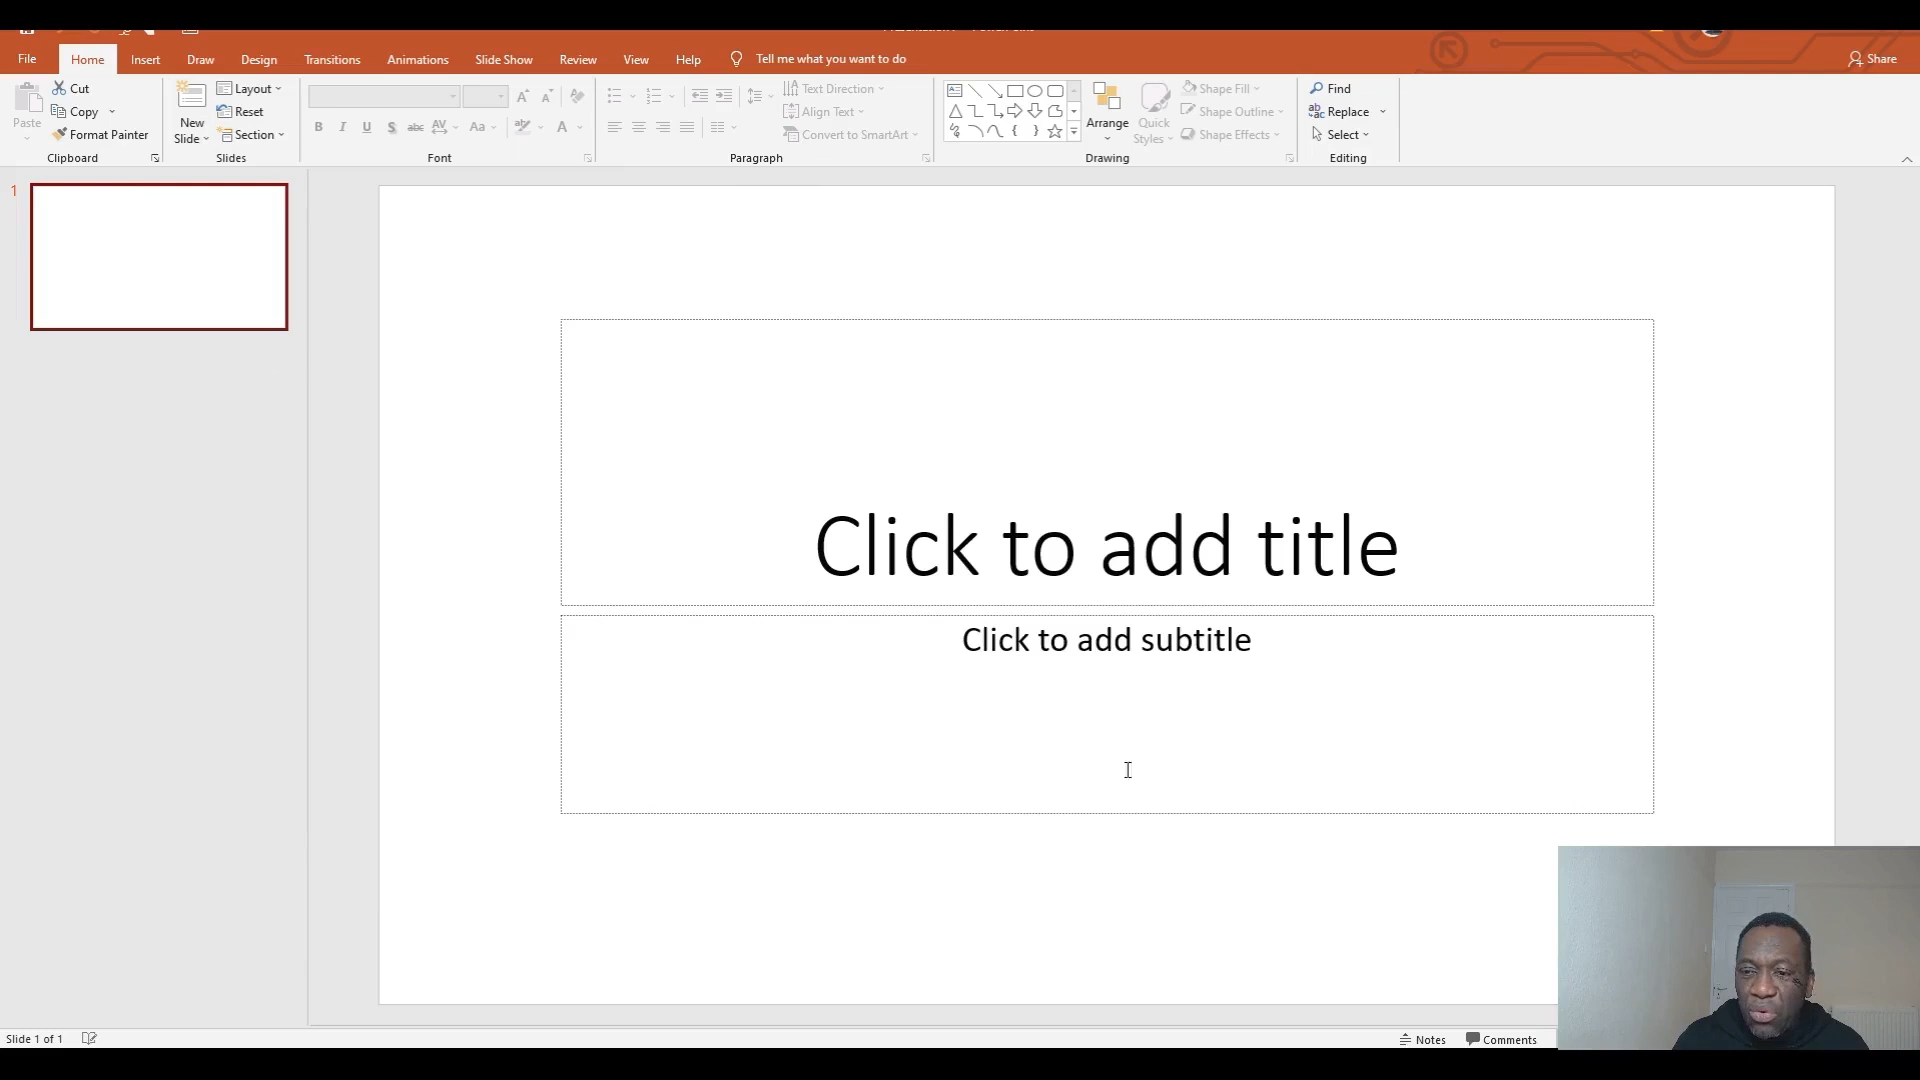 File Home Insert Draw Design Transitions Animations Slide Show Review View Help Tell me what you want to do Share
Paste
Cut
Copy
Format Painter
Clipboard
New
Slide
Layout
Reset
Section
Slides
B I U S abc AV Aa A
Font
Text Direction
Align Text
Convert to SmartArt
Paragraph
Arrange
Quick
Styles
Shape Fill
Shape Outline
Shape Effects
Drawing
Find
Replace
Select
Editing
1
Click to add title
Click to add subtitle
Slide 1 of 1
Notes Comments